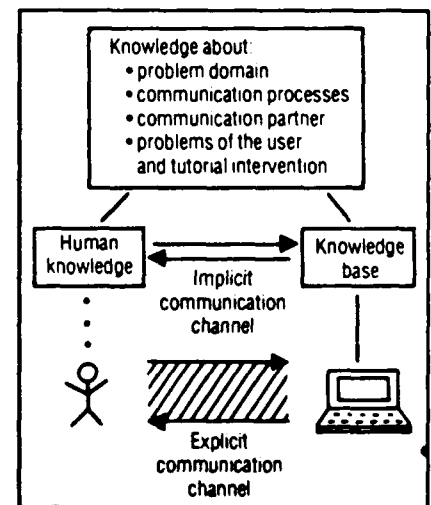 Knowledge about:
• problem domain
• communication processes
• communication partner
• problems of the user
and tutorial intervention
Human
knowledge
Knowledge
base
Implicit
communication
channel
Explicit
communication
channel